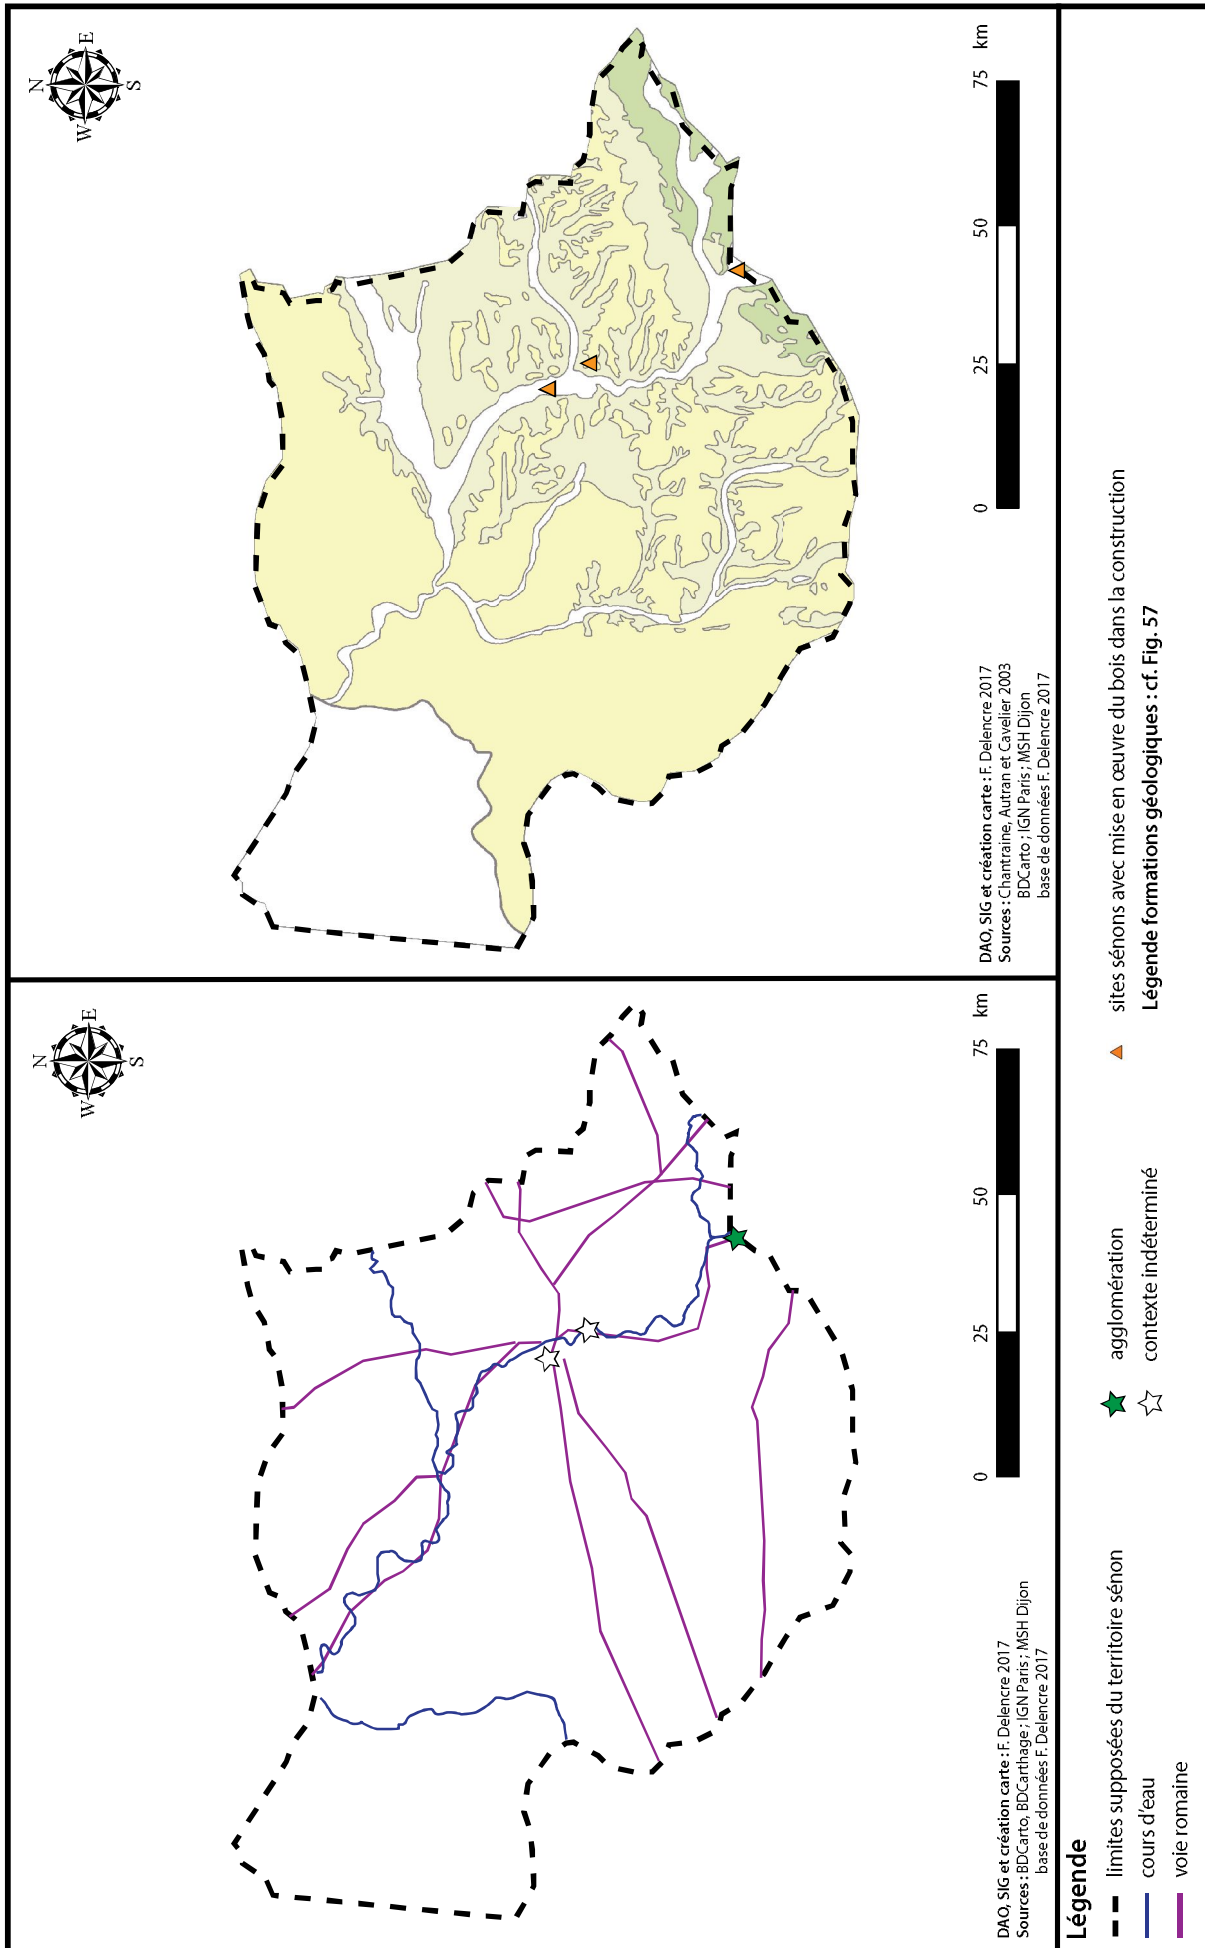 N
W E
S
0 25 50 75 km
DAO, SIG et création carte : F. Delencre 2017
Sources : BDCarto, BDCarthage ; IGN Paris ; MSH Dijon
base de données F. Delencre 2017
N
W E
S
0 25 50 75 km
DAO, SIG et création carte : F. Delencre 2017
Sources : Chantraine, Autran et Cavelier 2003
BDCarto ; IGN Paris ; MSH Dijon
base de données F. Delencre 2017
Légende
limites supposées du territoire sénon
cours d'eau
voie romaine
agglomération
contexte indéterminé
sites sénons avec mise en œuvre du bois dans la construction
Légende formations géologiques : cf. Fig. 57